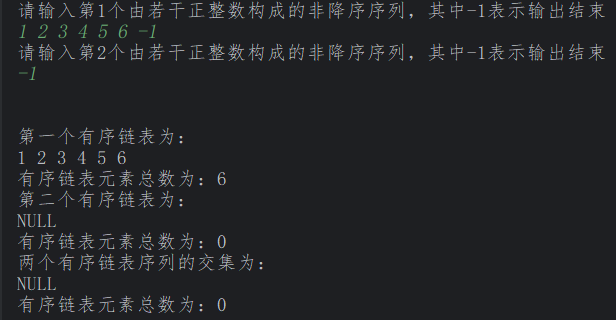 请输入第1个由若干正整数构成的非降序序列，其中-1表示输出结束
1 2 3 4 5 6 -1
请输入第2个由若干正整数构成的非降序序列，其中-1表示输出结束
-1
第一个有序链表为：
1 2 3 4 5 6
有序链表元素总数为：6
第二个有序链表为：
NULL
有序链表元素总数为：0
两个有序链表序列的交集为：
NULL
有序链表元素总数为：0